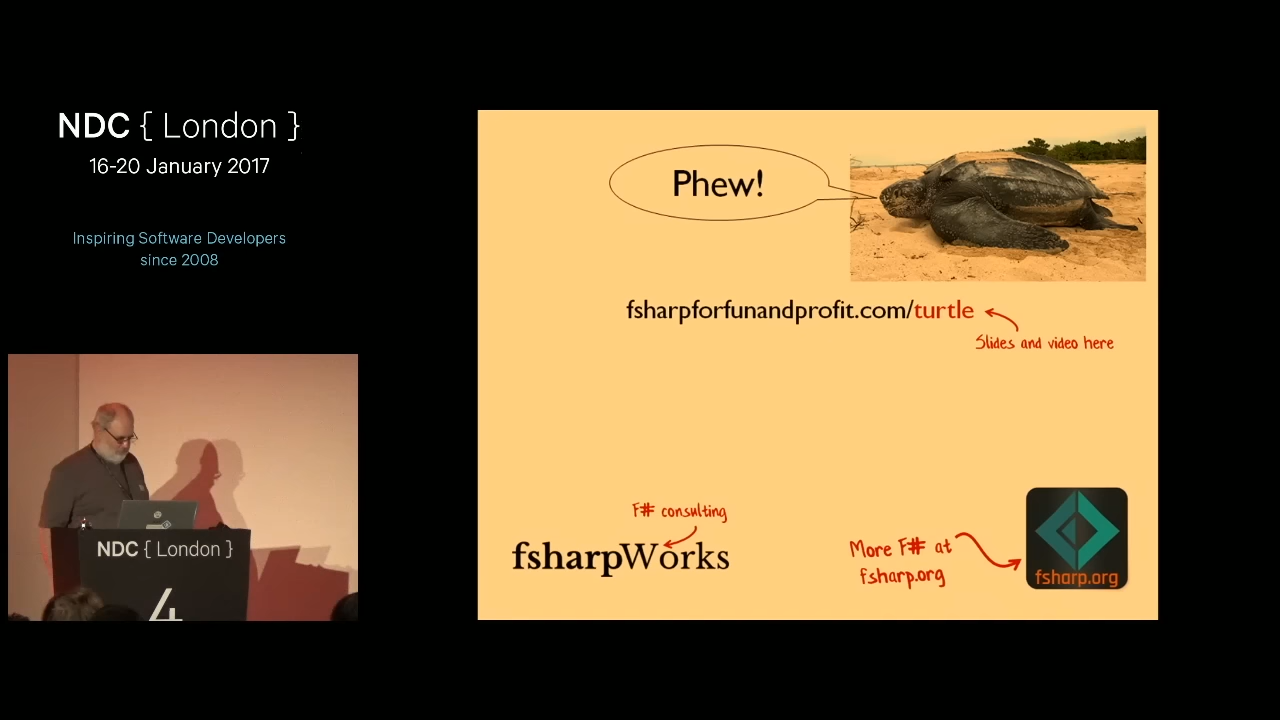 NDC { London }
16-20 January 2017
Inspiring Software Developers
since 2008
Phew!
fsharpforfunandprofit.com/turtle
Slides and video here
F# consulting
fsharpWorks
More F# at
fsharp.org
fsharp.org
NDC { London }
4